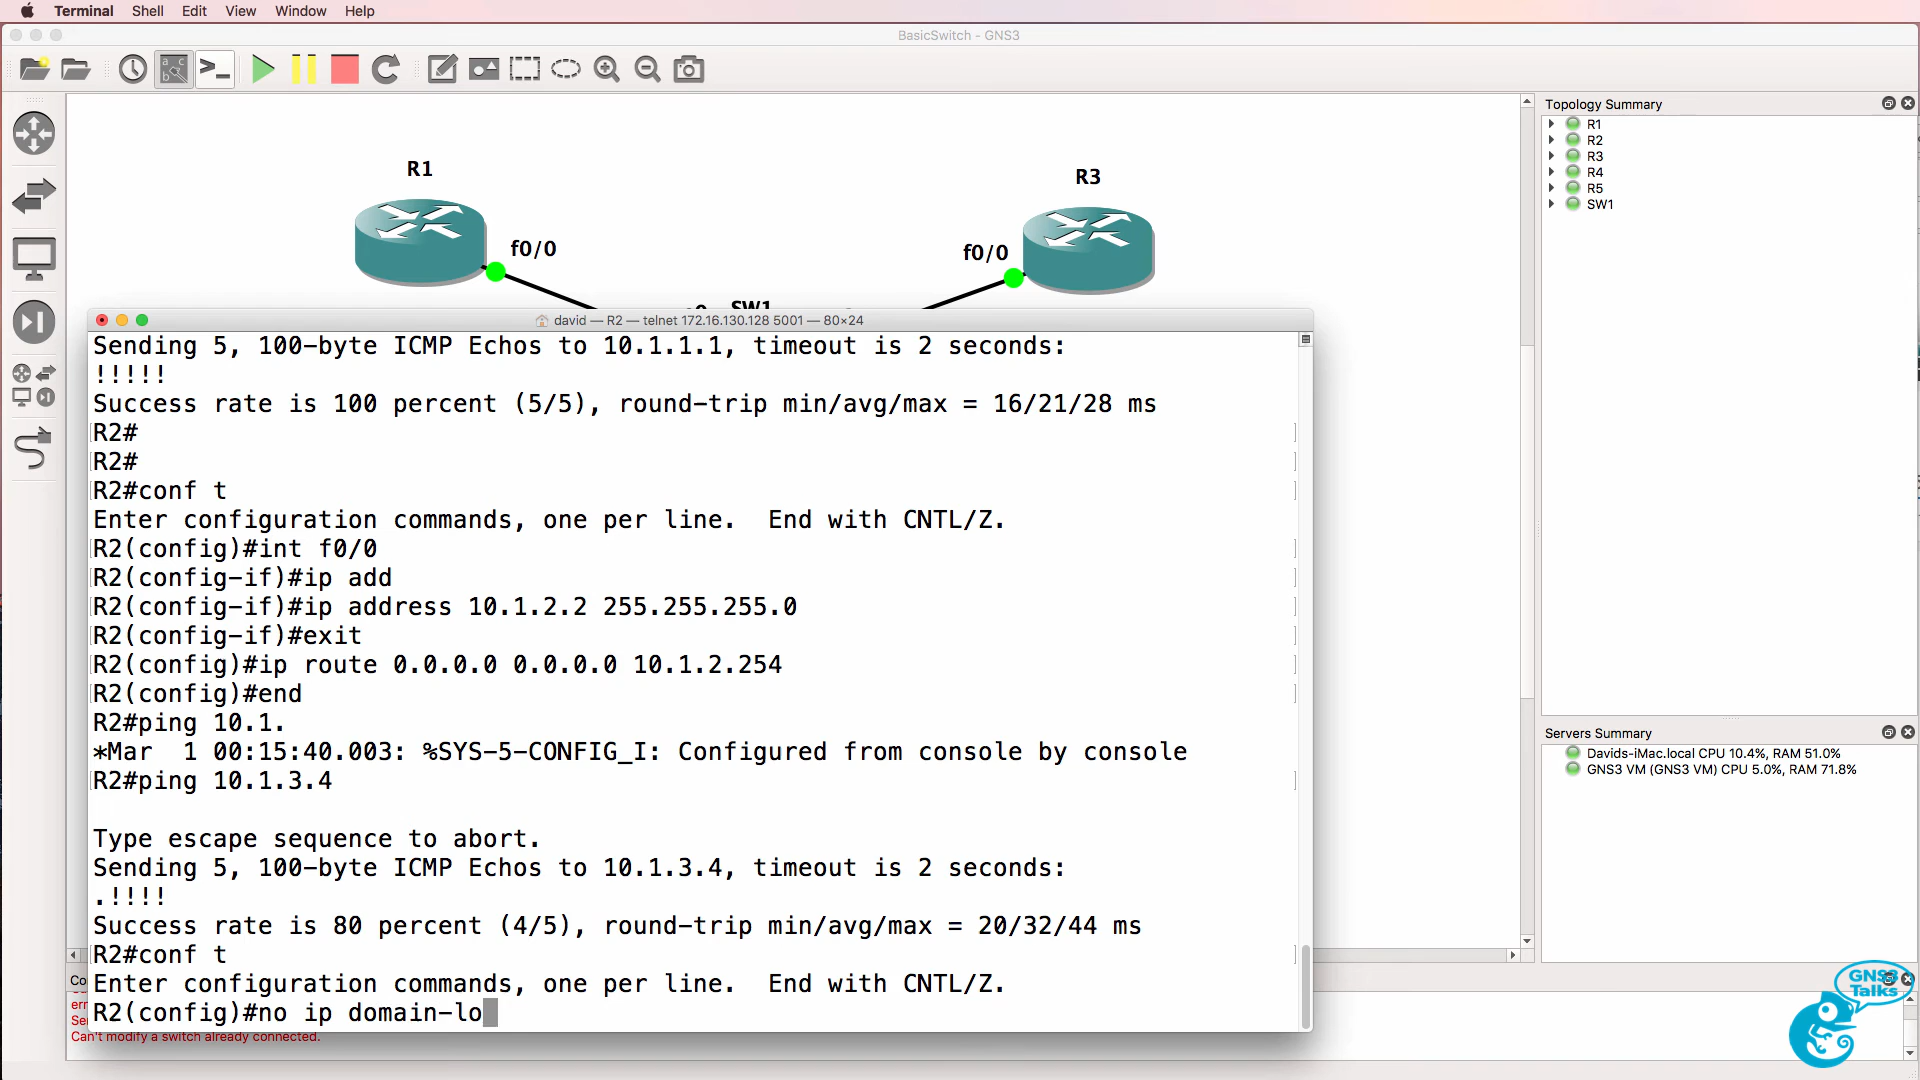 Terminal Shell Edit View Window Help
BasicSwitch - GNS3
Topology Summary
R1
R2
R3
R4
R5
SW1
R1
R3
f0/0
f0/0
SW1
david — R2 — telnet 172.16.130.128 5001 — 80×24
Sending 5, 100-byte ICMP Echos to 10.1.1.1, timeout is 2 seconds:
!!!!!
Success rate is 100 percent (5/5), round-trip min/avg/max = 16/21/28 ms
R2#
R2#
R2#conf t
Enter configuration commands, one per line.  End with CNTL/Z.
R2(config)#int f0/0
R2(config-if)#ip add
R2(config-if)#ip address 10.1.2.2 255.255.255.0
R2(config-if)#exit
R2(config)#ip route 0.0.0.0 0.0.0.0 10.1.2.254
R2(config)#end
R2#ping 10.1.
*Mar  1 00:15:40.003: %SYS-5-CONFIG_I: Configured from console by console
R2#ping 10.1.3.4
Type escape sequence to abort.
Sending 5, 100-byte ICMP Echos to 10.1.3.4, timeout is 2 seconds:
.!!!!
Success rate is 80 percent (4/5), round-trip min/avg/max = 20/32/44 ms
R2#conf t
Enter configuration commands, one per line.  End with CNTL/Z.
R2(config)#no ip domain-lo
Servers Summary
Davids-iMac.local CPU 10.4%, RAM 51.0%
GNS3 VM (GNS3 VM) CPU 5.0%, RAM 71.8%
Co
err
Ser
Can't modify a switch already connected.
GNS3
Talks